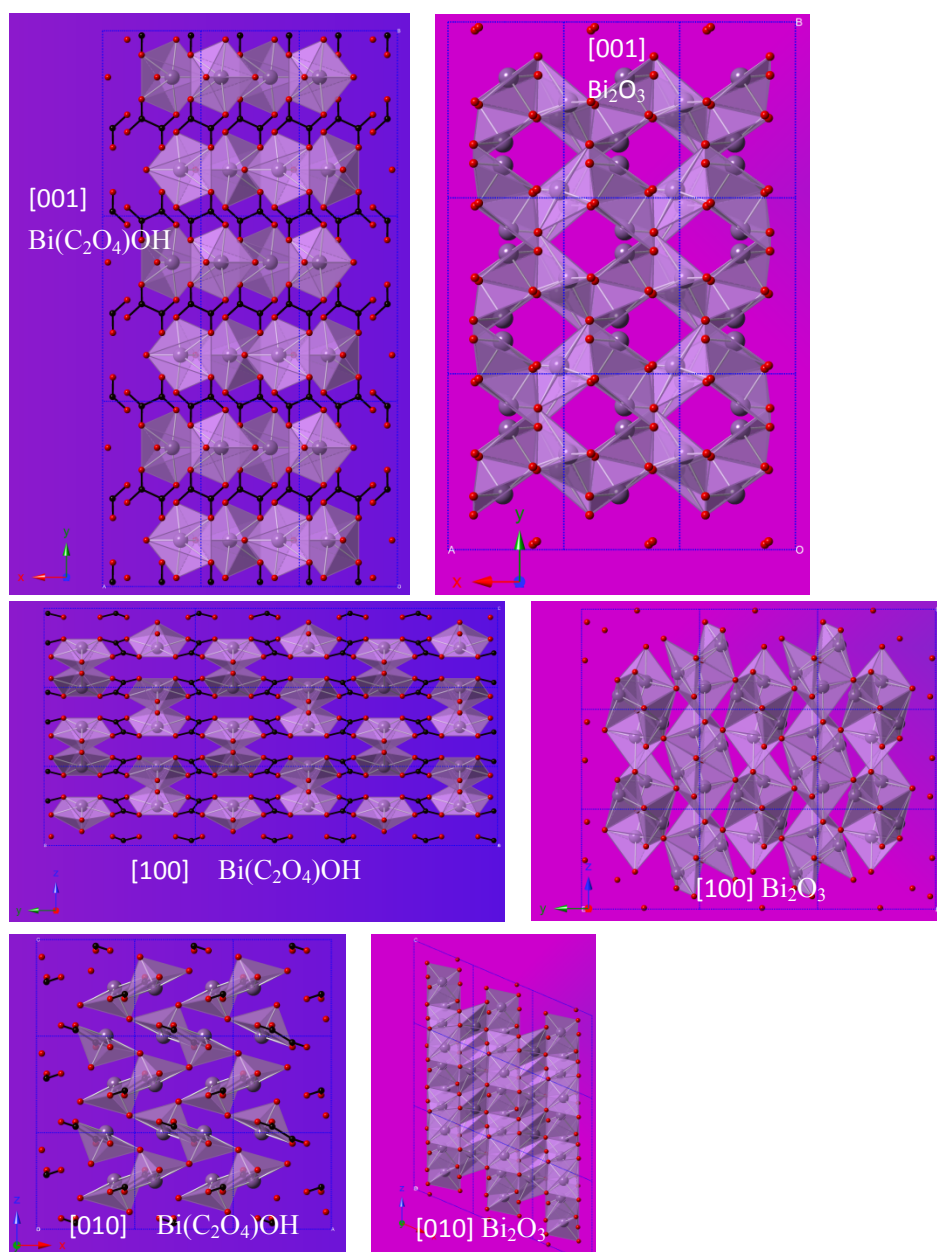 [001]
Bi(C₂O₄)OH
[001]
Bi₂O₃
B
A
O
y
x
B
A
O
y
x
[100] Bi(C₂O₄)OH
z
y
[100] Bi₂O₃
z
y
[010] Bi(C₂O₄)OH
C
O
A
z
x
[010] Bi₂O₃
C
z